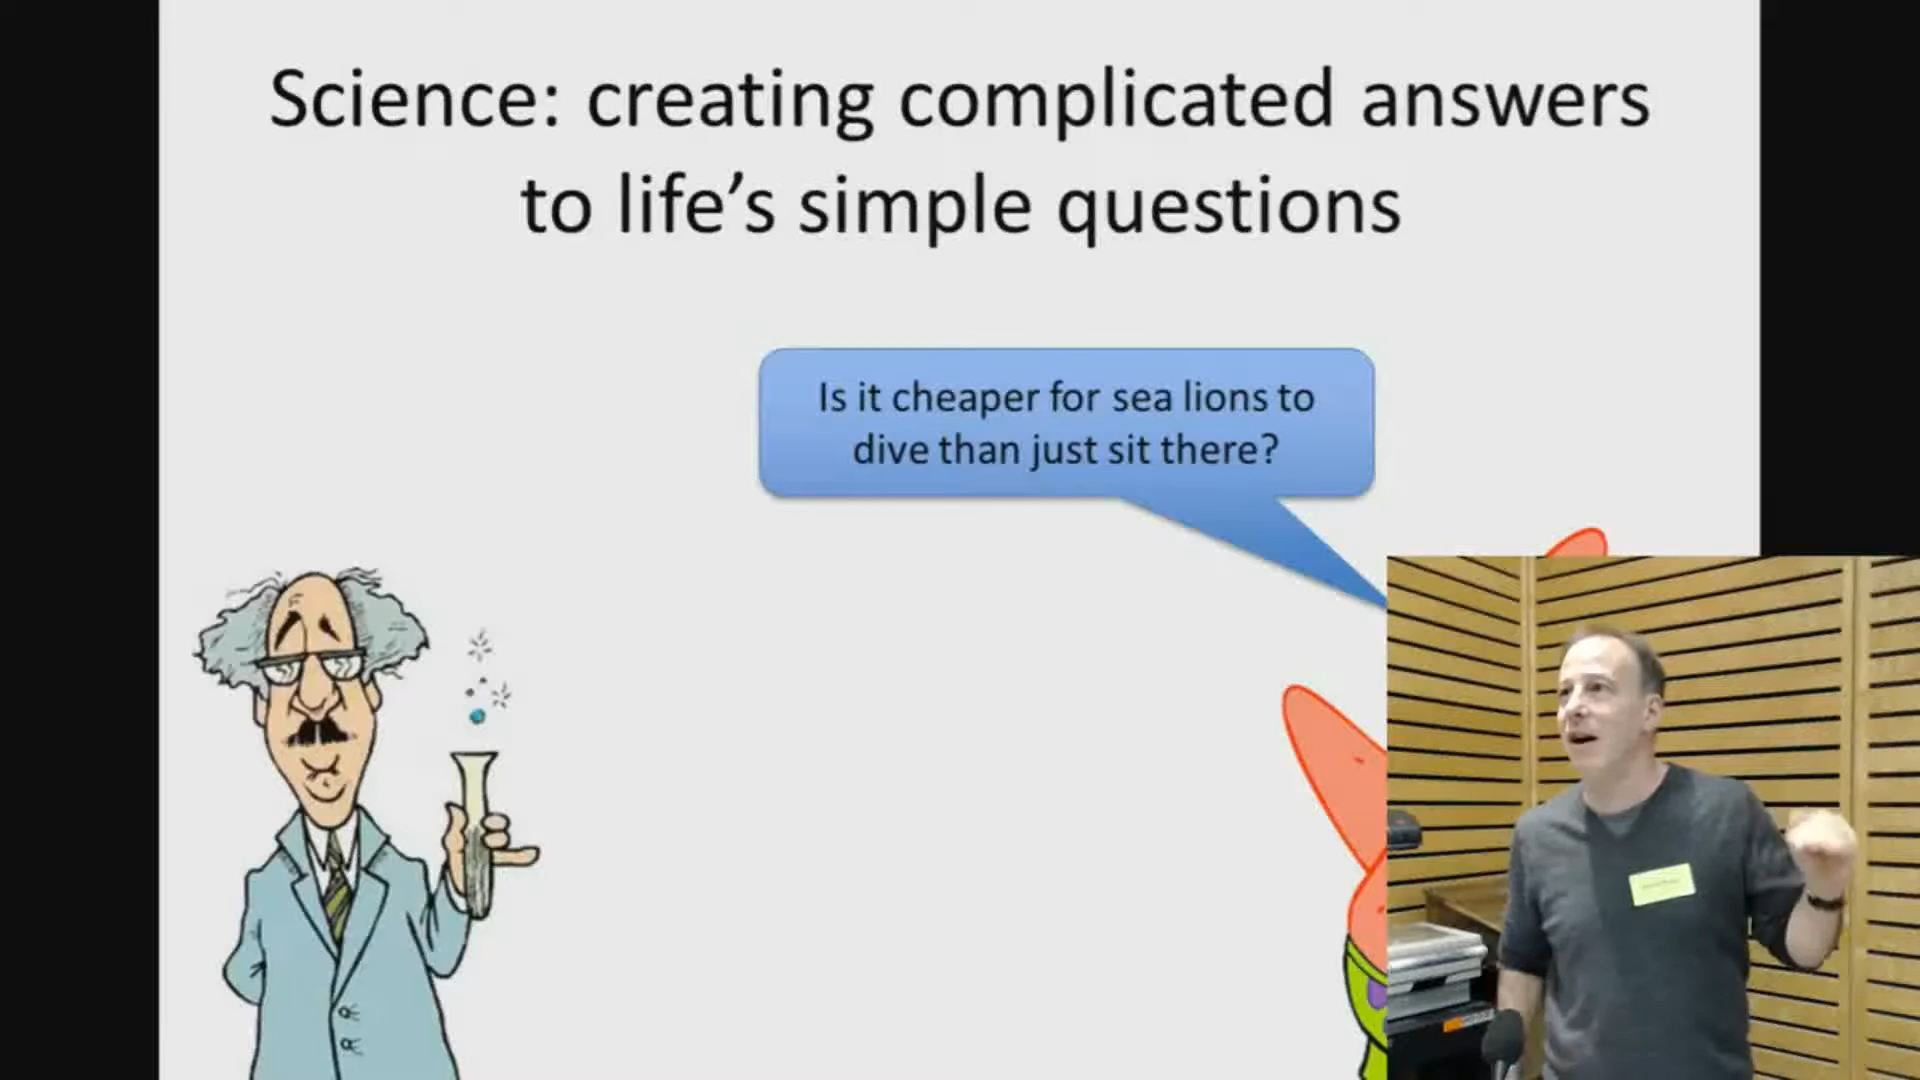 Science: creating complicated answers
to life’s simple questions
Is it cheaper for sea lions to
dive than just sit there?